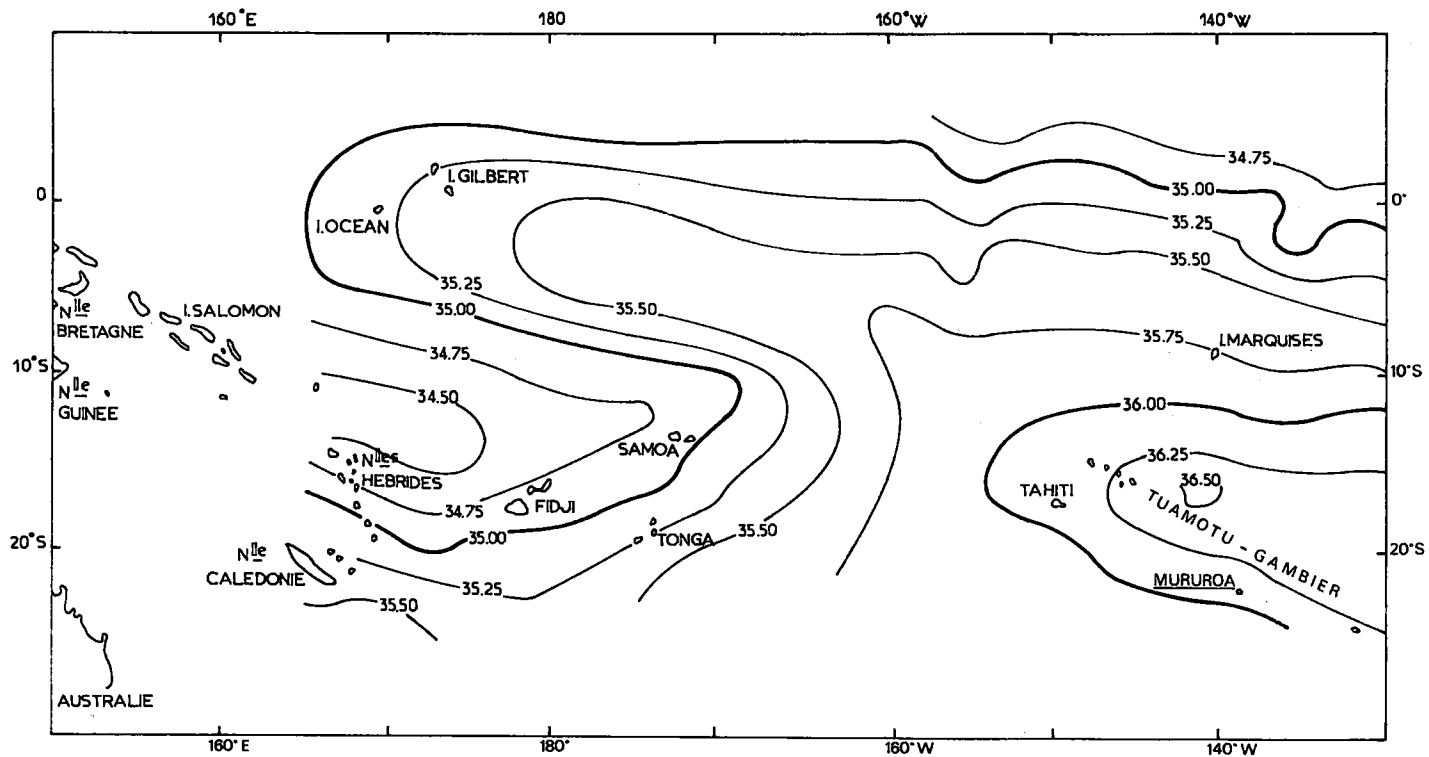 160°E 180 160°W 140°W
34.75
0 I.GILBERT 35.00 0°
I.OCEAN 35.25
35.50
35.25
N<u>lle</u> I.SALOMON 35.00 35.50
BRETAGNE
35.75 I.MARQUISES
34.75
10°S 10°S
N<u>lle</u> 34.50
GUINEE 36.00
SAMOA
N<u>lles</u> 36.25
HEBRIDES 36.50
TAHITI
34.75 FIDJI
TUAMOTU - GAMBIER
35.00 TONGA 35.50
20°S 20°S
N<u>lle</u>
CALEDONIE 35.25 MURUROA
35.50
AUSTRALIE
160°E 180° 160°W 140°W